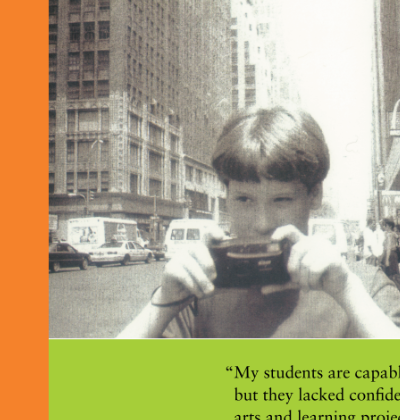 “My students are capabl
but they lacked confide
arts and learning projec